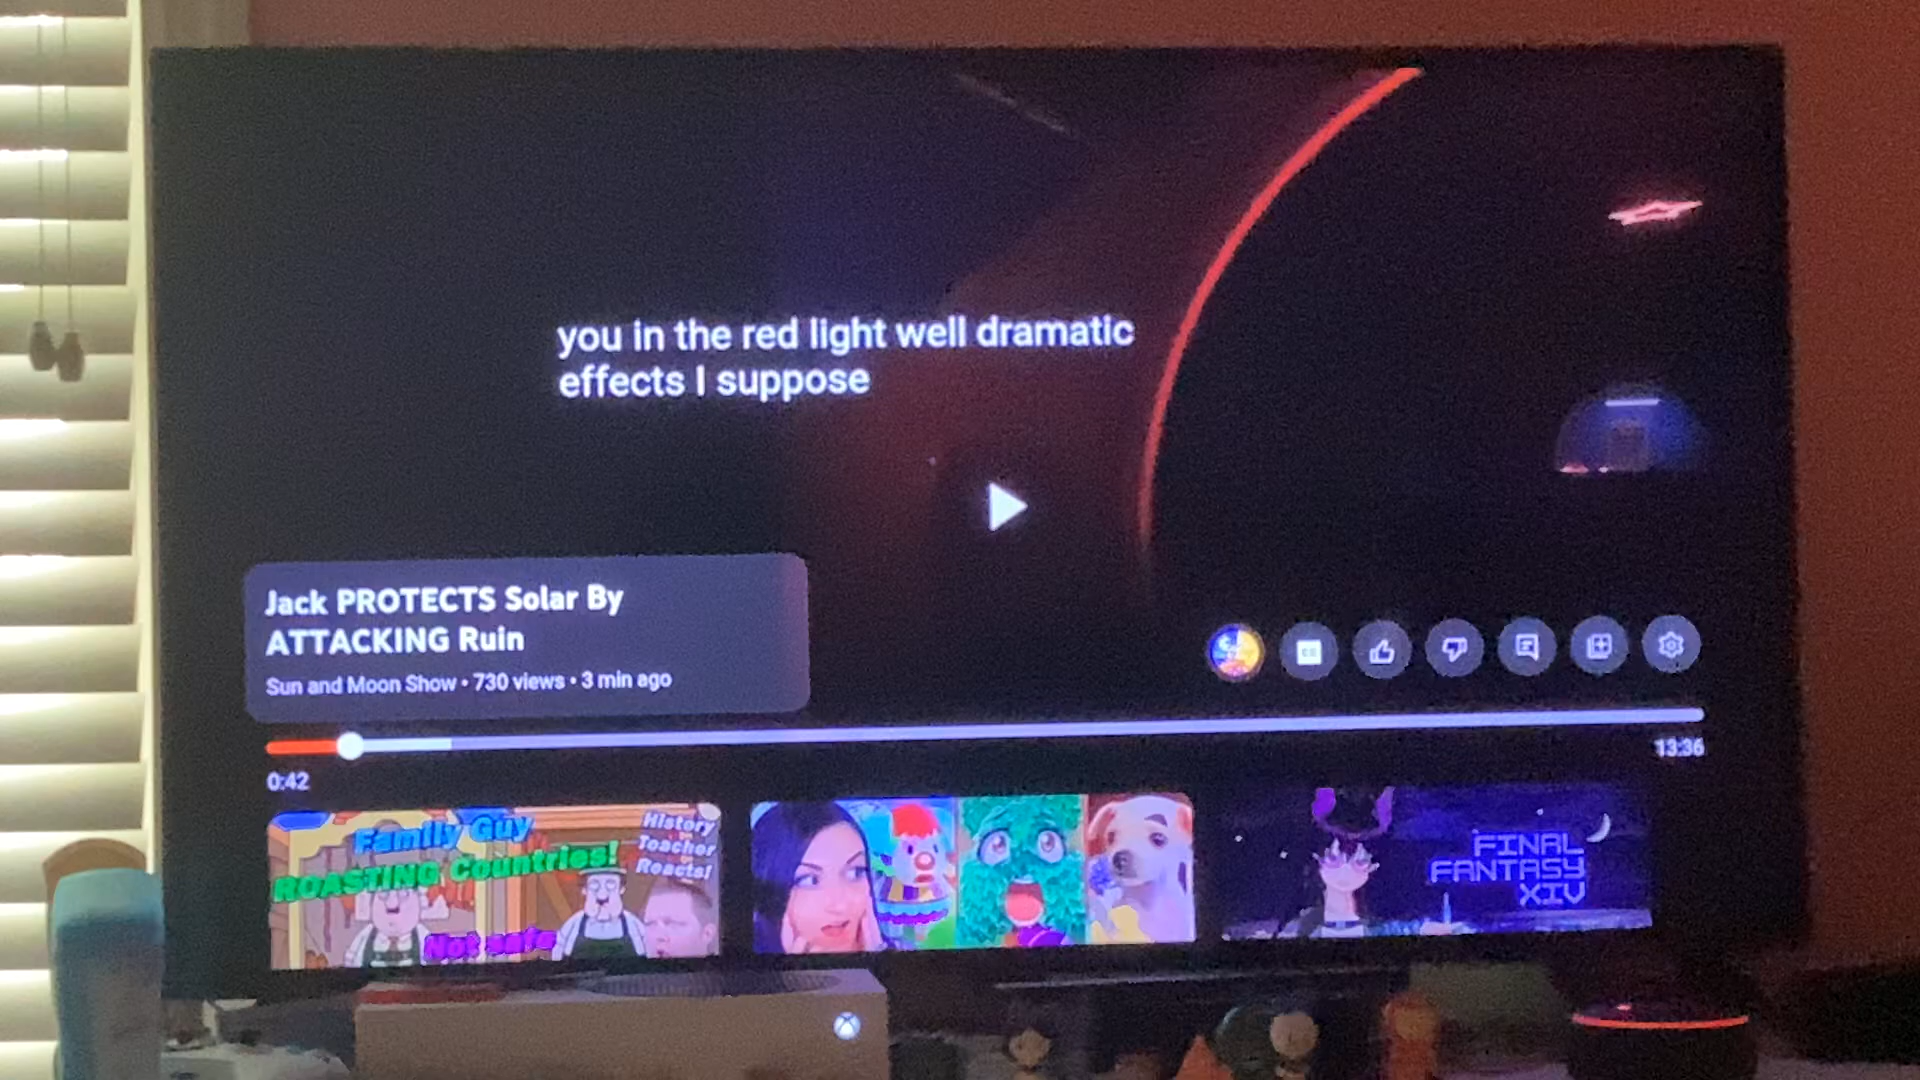 you in the red light well dramatic
effects I suppose
Jack PROTECTS Solar By
ATTACKING Ruin
Sun and Moon Show • 730 views • 3 min ago
CC
0:42
13:36
Family Guy
ROASTING Countries!
Not safe
History
Teacher
Reacts!
FINAL
FANTASY
XIV